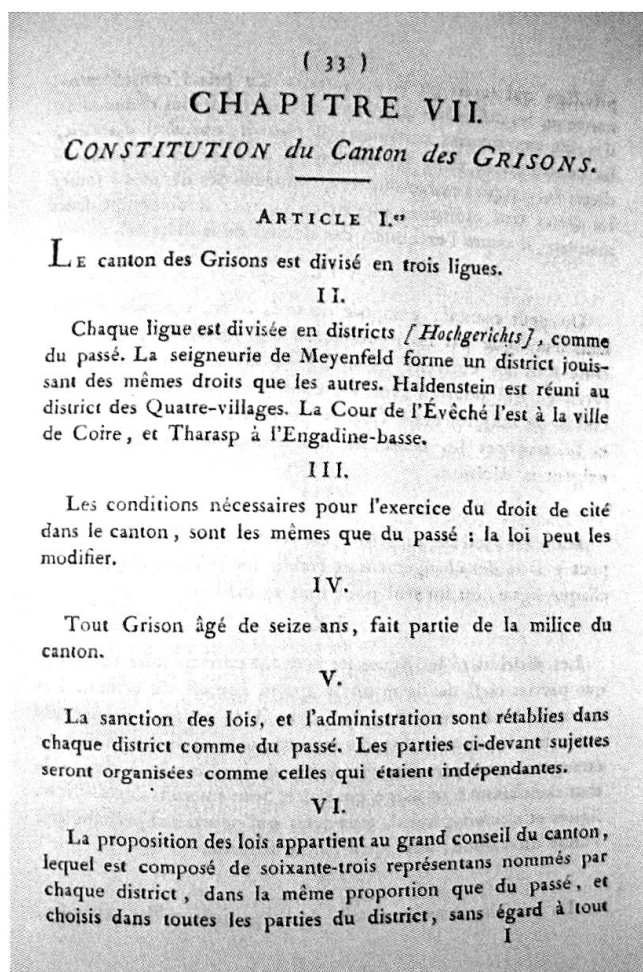 ( 33 )
CHAPITRE VII.
CONSTITUTION du Canton des GRISONS.
ARTICLE I.er
LE canton des Grisons est divisé en trois ligues.
II.
Chaque ligue est divisée en districts [Hochgerichts], comme
du passé. La seigneurie de Meyenfeld forme un district jouis-
sant des mêmes droits que les autres. Haldenstein est réuni au
district des Quatre-villages. La Cour de l'Évêché l'est à la ville
de Coire, et Tharasp à l'Engadine-basse.
III.
Les conditions nécessaires pour l'exercice du droit de cité
dans le canton, sont les mêmes que du passé : la loi peut les
modifier.
IV.
Tout Grison âgé de seize ans, fait partie de la milice du
canton.
V.
La sanction des lois, et l'administration sont rétablies dans
chaque district comme du passé. Les parties ci-devant sujettes
seront organisées comme celles qui étaient indépendantes.
VI.
La proposition des lois appartient au grand conseil du canton,
lequel est composé de soixante-trois représentans nommés par
chaque district, dans la même proportion que du passé, et
choisis dans toutes les parties du district, sans égard à tout
I